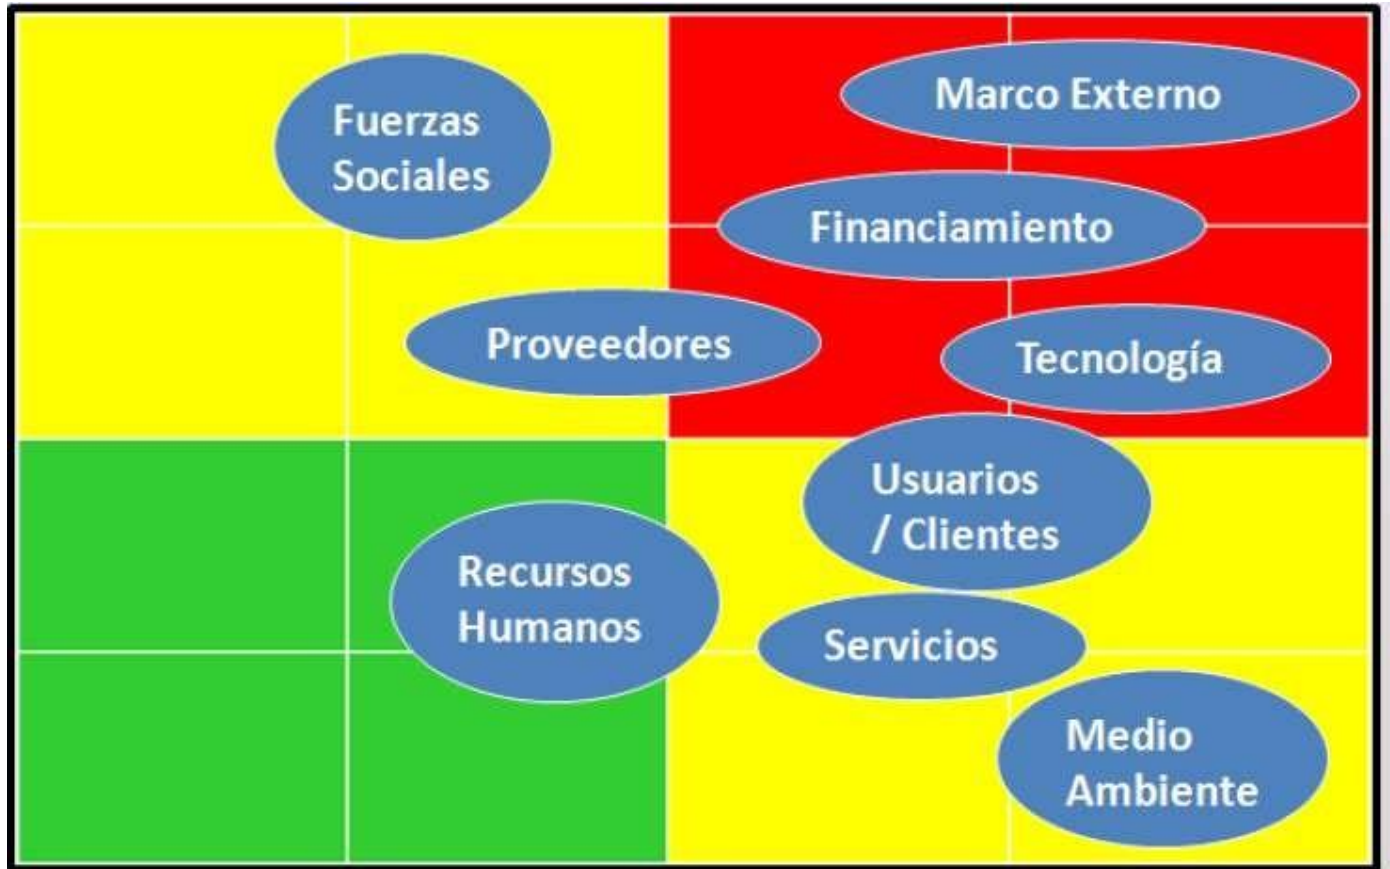 Marco Externo
Fuerzas
Sociales
Financiamiento
Proveedores
Tecnología
Usuarios
/ Clientes
Recursos
Humanos
Servicios
Medio
Ambiente